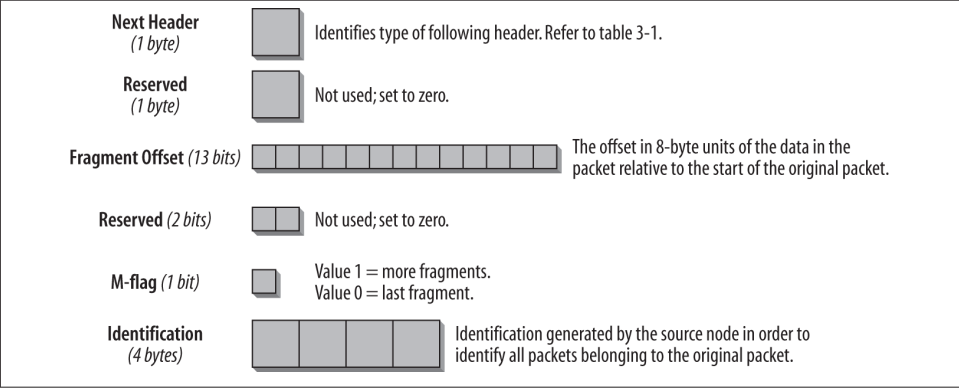 Next Header
(1 byte)
Identifies type of following header. Refer to table 3-1.
Reserved
(1 byte)
Not used; set to zero.
Fragment Offset (13 bits)
The offset in 8-byte units of the data in the
packet relative to the start of the original packet.
Reserved (2 bits)
Not used; set to zero.
M-flag (1 bit)
Value 1 = more fragments.
Value 0 = last fragment.
Identification
(4 bytes)
Identification generated by the source node in order to
identify all packets belonging to the original packet.